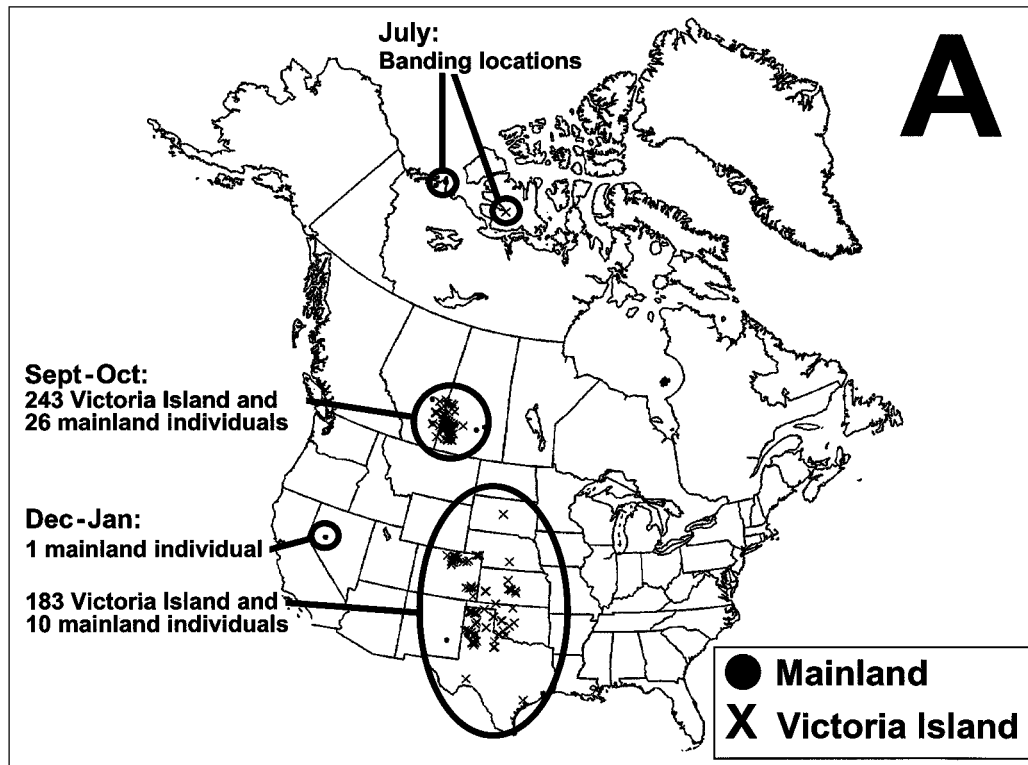 July:
Banding locations
A
Sept-Oct:
243 Victoria Island and
26 mainland individuals
Dec-Jan:
1 mainland individual
183 Victoria Island and
10 mainland individuals
Mainland
X Victoria Island